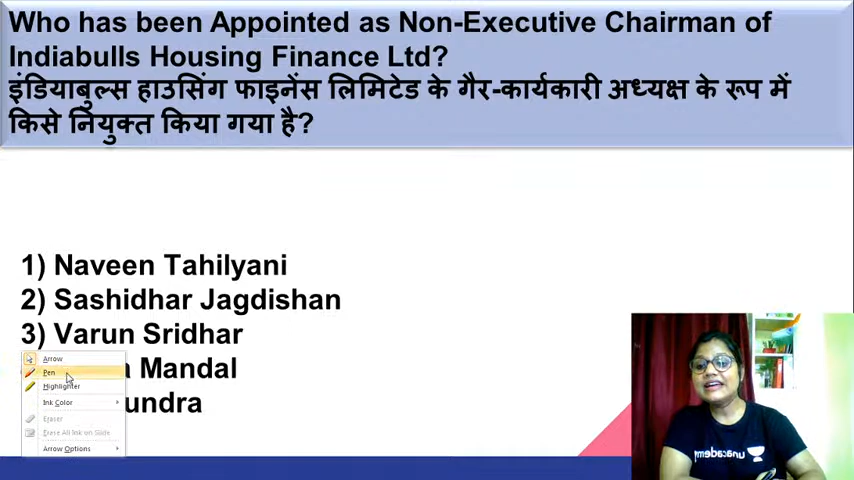 Who has been Appointed as Non-Executive Chairman of
Indiabulls Housing Finance Ltd?
इंडियाबुल्स हाउसिंग फाइनेंस लिमिटेड के गैर-कार्यकारी अध्यक्ष के रूप में
किसे नियुक्त किया गया है?
1) Naveen Tahilyani
2) Sashidhar Jagdishan
3) Varun Sridhar
Arrow
Pen
Mandal
Highlighter
Ink Color
Eraser
Erase All Ink on Slide
Arrow Options
unacademy